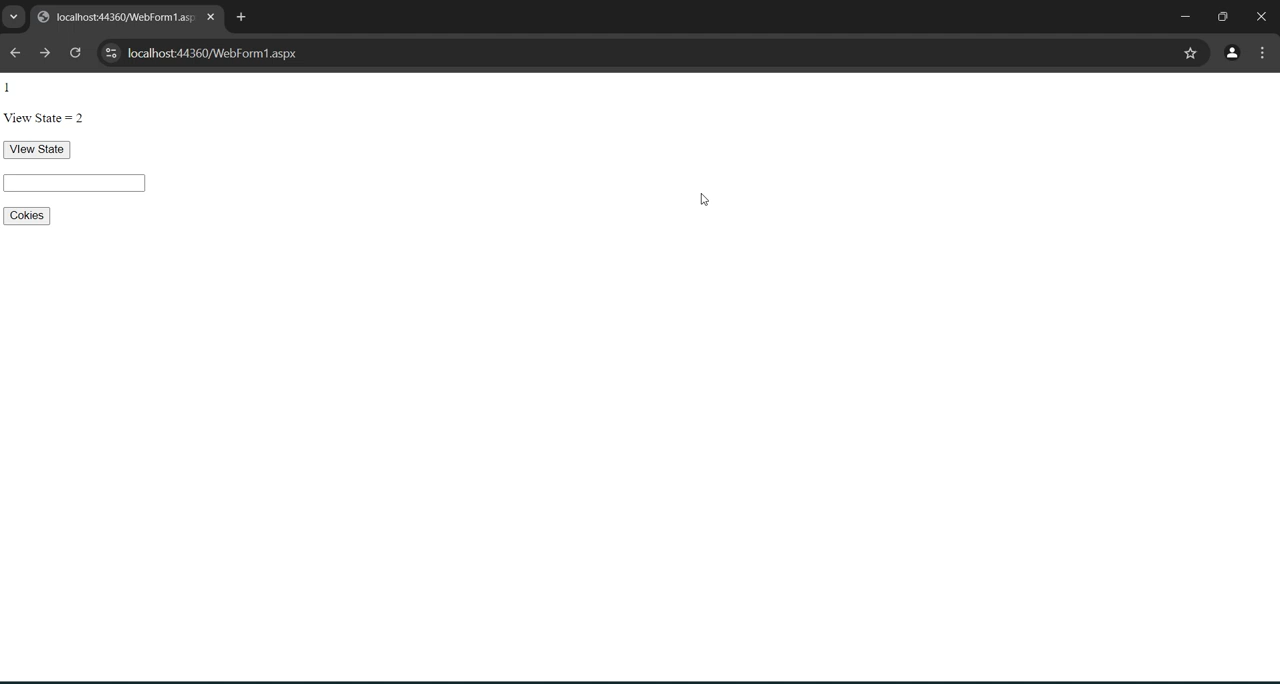 localhost:44360/WebForm1.asp
localhost:44360/WebForm1.aspx
1
View State = 2
VIew State
Cokies